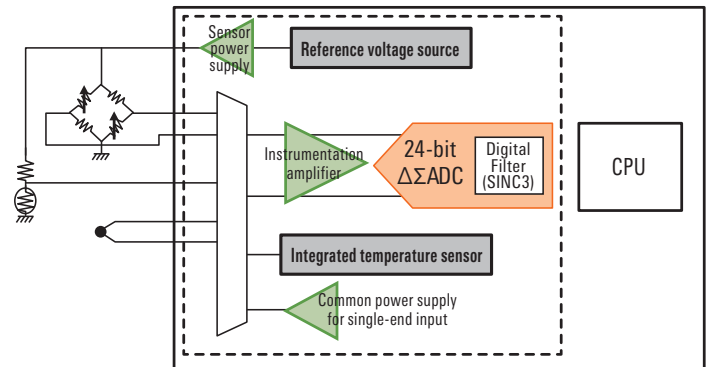 Sensor
power
supply
Reference voltage source
Instrumentation
amplifier
24-bit
ΔΣADC
Digital
Filter
(SINC3)
CPU
Integrated temperature sensor
Common power supply
for single-end input